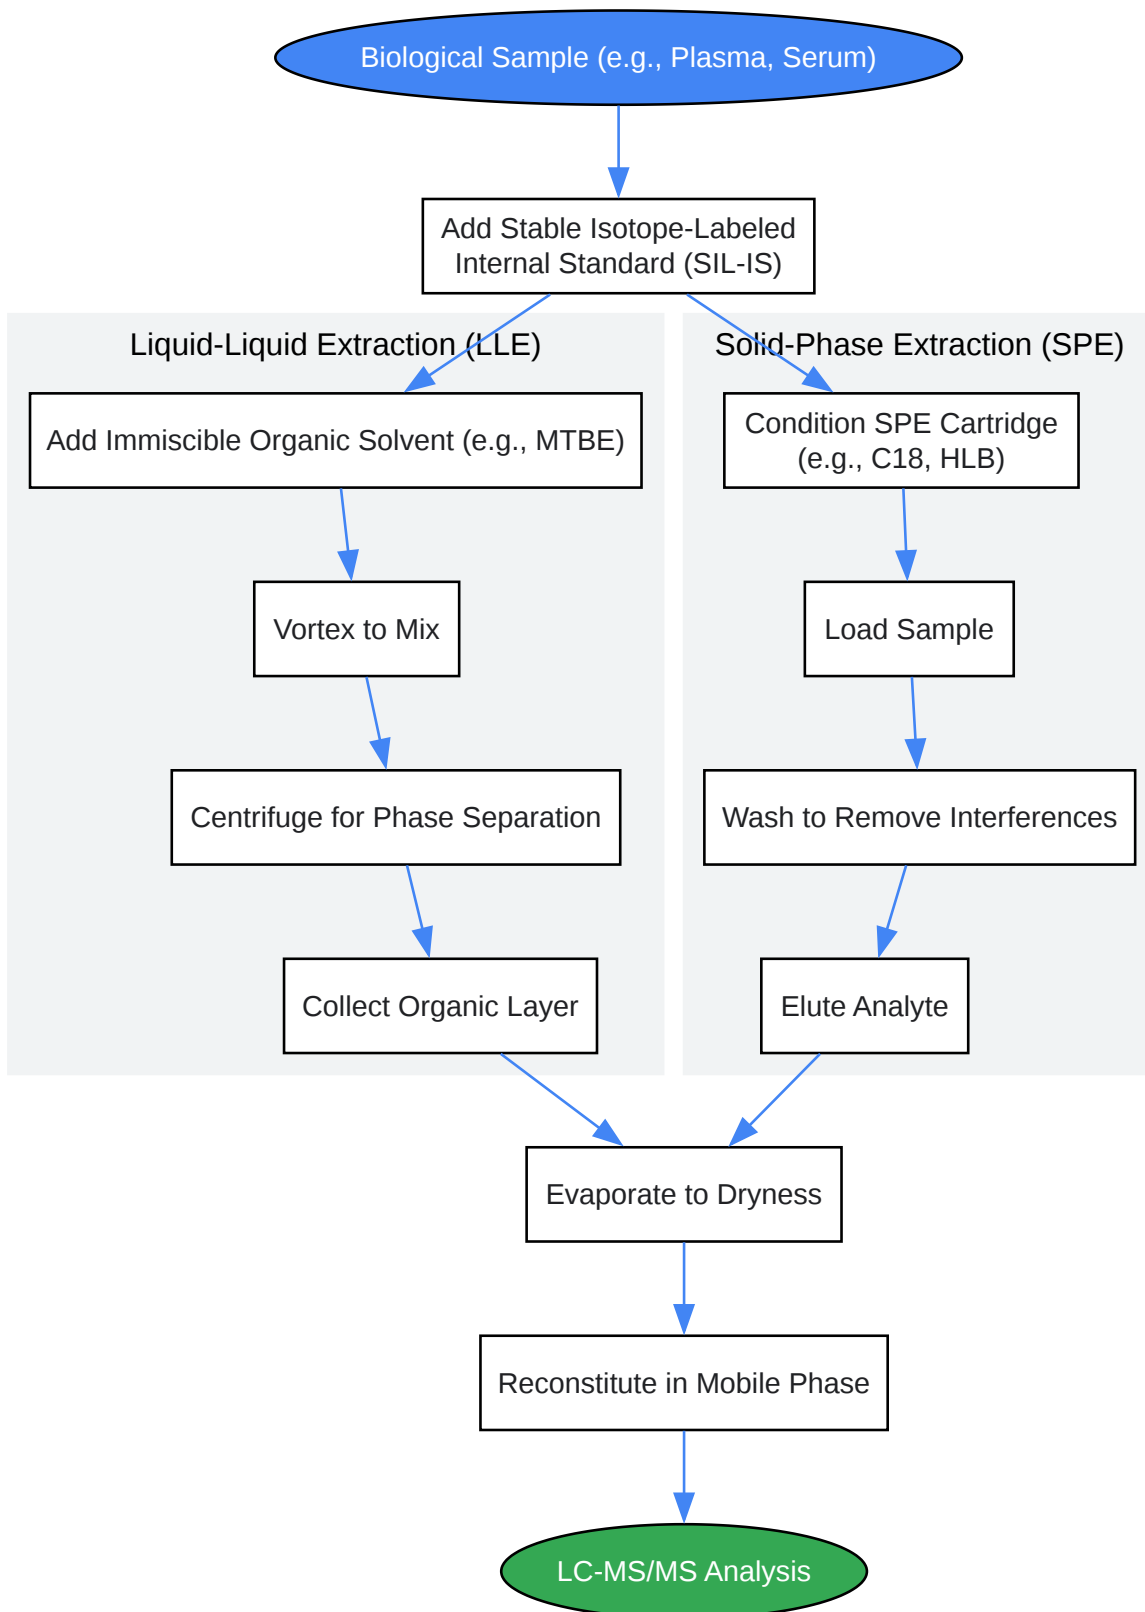 Biological Sample (e.g., Plasma, Serum)
Add Stable Isotope-Labeled
Internal Standard (SIL-IS)
Liquid-Liquid Extraction (LLE)
Add Immiscible Organic Solvent (e.g., MTBE)
Vortex to Mix
Centrifuge for Phase Separation
Collect Organic Layer
Solid-Phase Extraction (SPE)
Condition SPE Cartridge
(e.g., C18, HLB)
Load Sample
Wash to Remove Interferences
Elute Analyte
Evaporate to Dryness
Reconstitute in Mobile Phase
LC-MS/MS Analysis